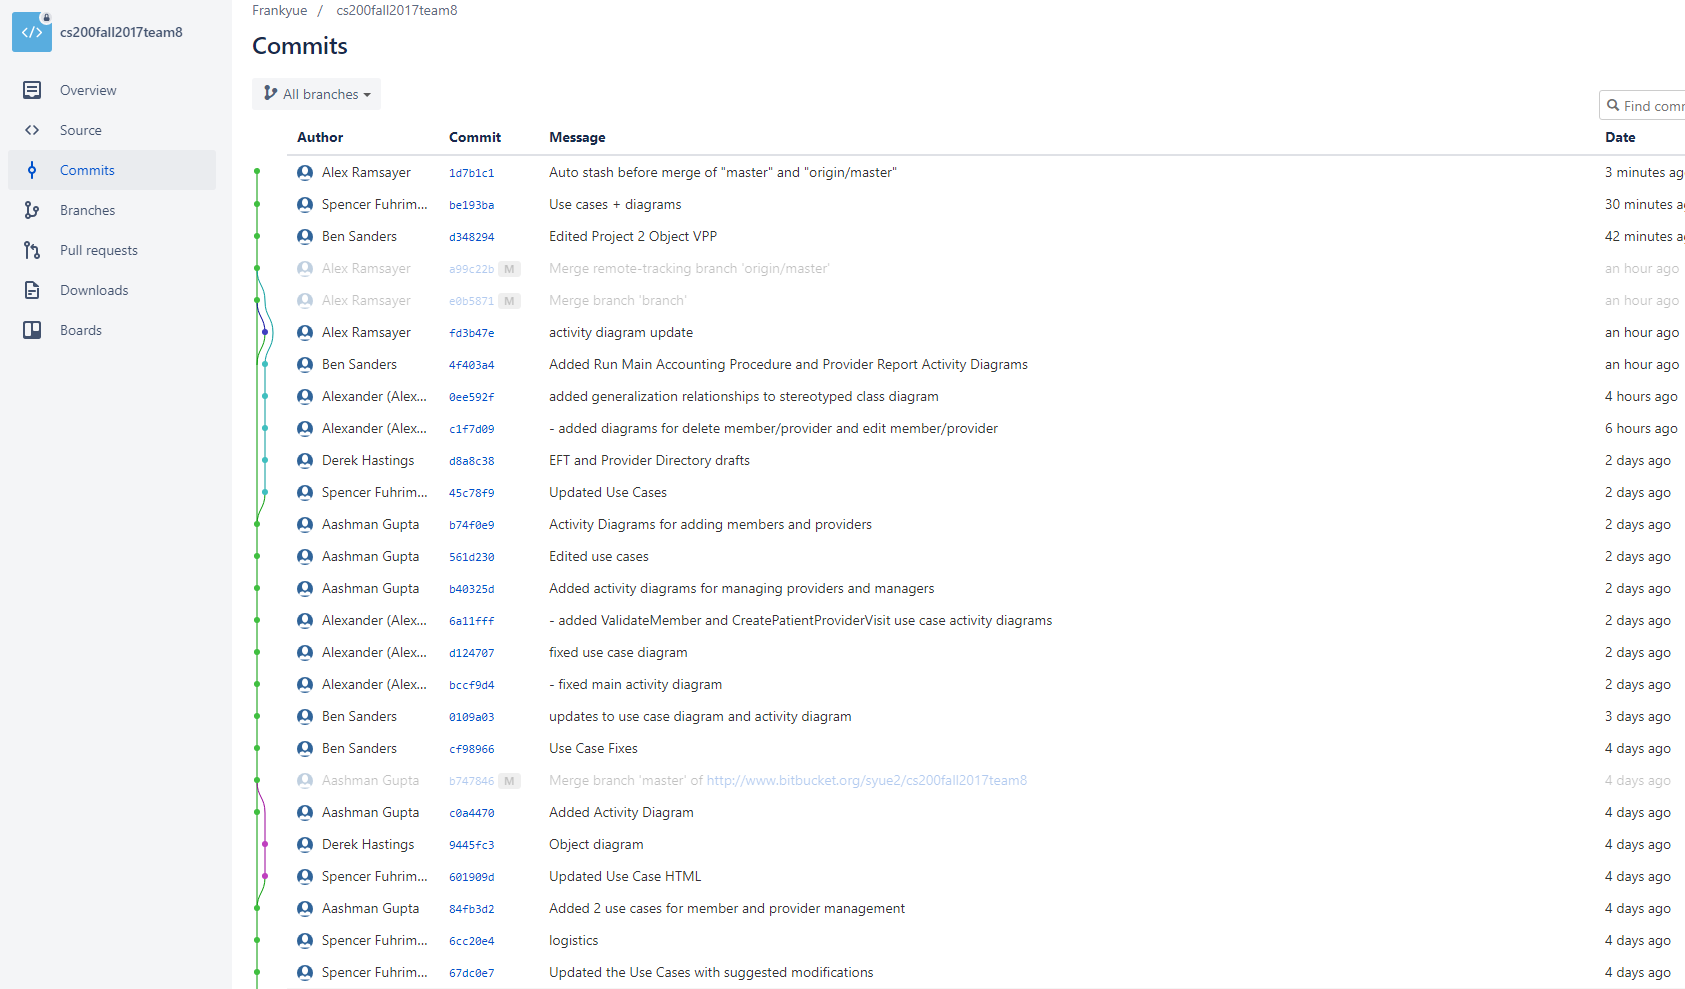 cs200fall2017team8
Overview
Source
Commits
Branches
Pull requests
Downloads
Boards
Frankyue / cs200fall2017team8
Commits
All branches
Find comm
Author Commit Message Date
Alex Ramsayer 1d7b1c1 Auto stash before merge of "master" and "origin/master" 3 minutes ag
Spencer Fuhrim... be193ba Use cases + diagrams 30 minutes a
Ben Sanders d348294 Edited Project 2 Object VPP 42 minutes a
Alex Ramsayer a99c22b M Merge remote-tracking branch 'origin/master' an hour ago
Alex Ramsayer e0b5871 M Merge branch 'branch' an hour ago
Alex Ramsayer fd3b47e activity diagram update an hour ago
Ben Sanders 4f403a4 Added Run Main Accounting Procedure and Provider Report Activity Diagrams an hour ago
Alexander (Alex... 0ee592f added generalization relationships to stereotyped class diagram 4 hours ago
Alexander (Alex... c1f7d09 - added diagrams for delete member/provider and edit member/provider 6 hours ago
Derek Hastings d8a8c38 EFT and Provider Directory drafts 2 days ago
Spencer Fuhrim... 45c78f9 Updated Use Cases 2 days ago
Aashman Gupta b74f0e9 Activity Diagrams for adding members and providers 2 days ago
Aashman Gupta 561d230 Edited use cases 2 days ago
Aashman Gupta b40325d Added activity diagrams for managing providers and managers 2 days ago
Alexander (Alex... 6a11fff - added ValidateMember and CreatePatientProviderVisit use case activity diagrams 2 days ago
Alexander (Alex... d124707 fixed use case diagram 2 days ago
Alexander (Alex... bccf9d4 - fixed main activity diagram 2 days ago
Ben Sanders 0109a03 updates to use case diagram and activity diagram 3 days ago
Ben Sanders cf98966 Use Case Fixes 4 days ago
Aashman Gupta b747846 M Merge branch 'master' of http://www.bitbucket.org/syue2/cs200fall2017team8 4 days ago
Aashman Gupta c0a4470 Added Activity Diagram 4 days ago
Derek Hastings 9445fc3 Object diagram 4 days ago
Spencer Fuhrim... 601909d Updated Use Case HTML 4 days ago
Aashman Gupta 84fb3d2 Added 2 use cases for member and provider management 4 days ago
Spencer Fuhrim... 6cc20e4 logistics 4 days ago
Spencer Fuhrim... 67dc0e7 Updated the Use Cases with suggested modifications 4 days ago